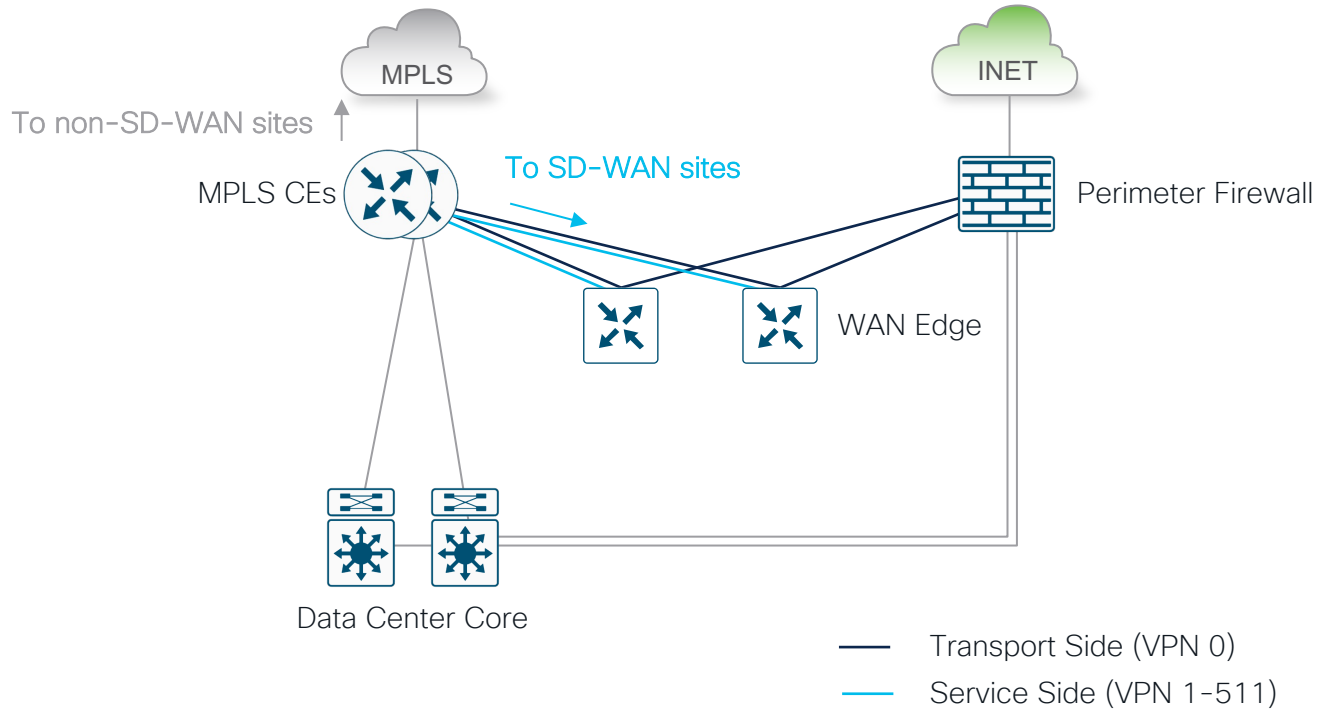 MPLS
INET
To non-SD-WAN sites
To SD-WAN sites
MPLS CEs
Perimeter Firewall
WAN Edge
Data Center Core
Transport Side (VPN 0)
Service Side (VPN 1-511)